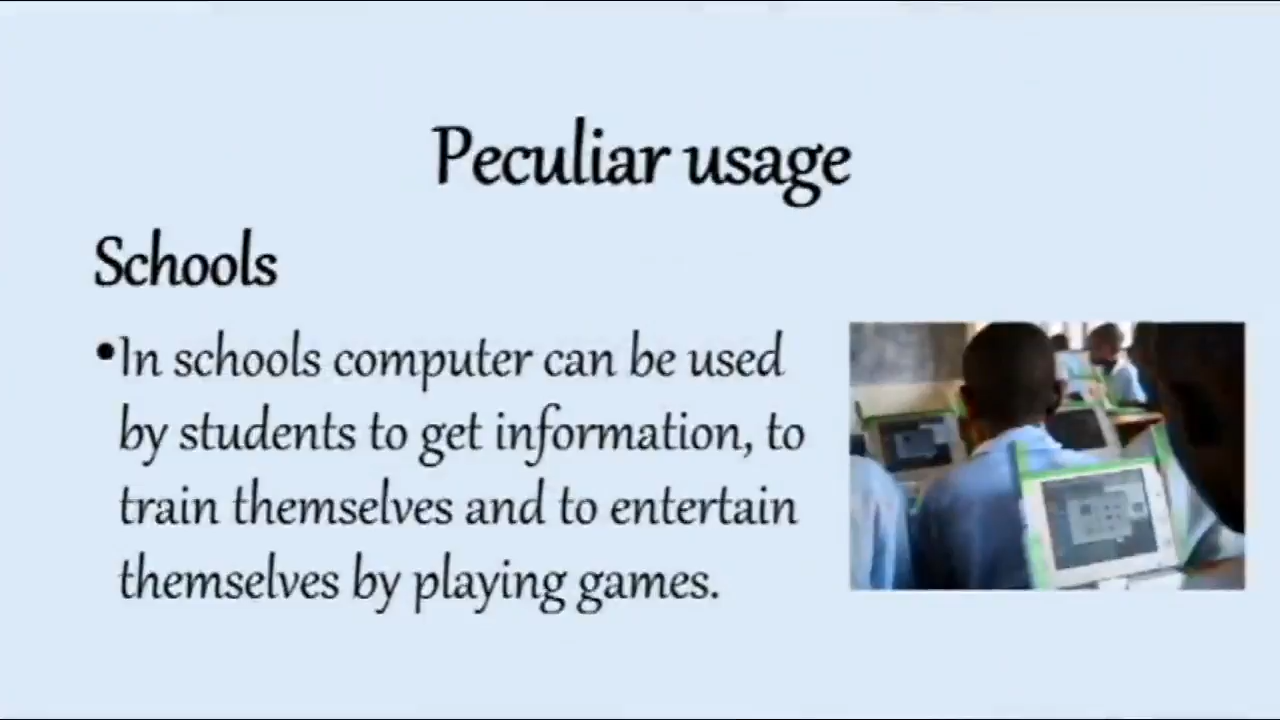 Peculiar usage
Schools
•In schools computer can be used
by students to get information, to
train themselves and to entertain
themselves by playing games.